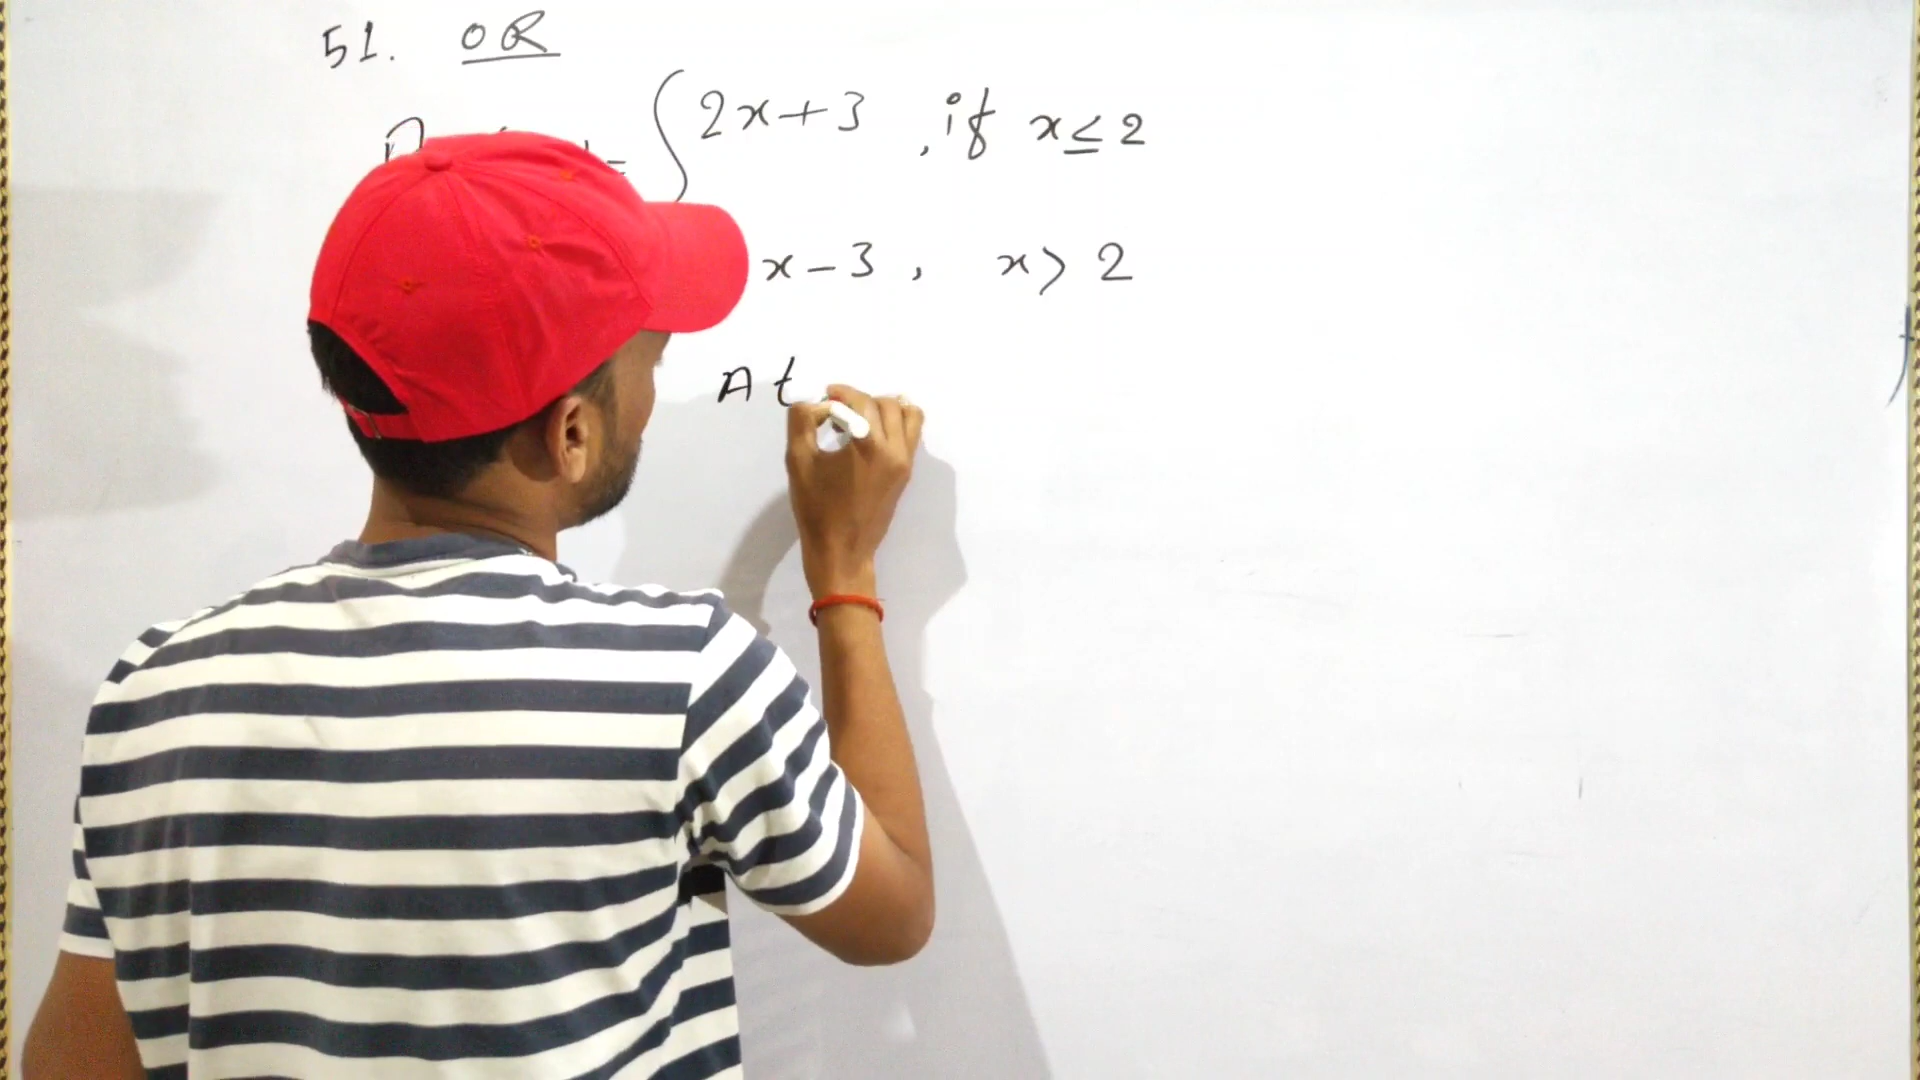 51. OR
= { 2x+3 , if x ≤ 2
x - 3 , x > 2
At